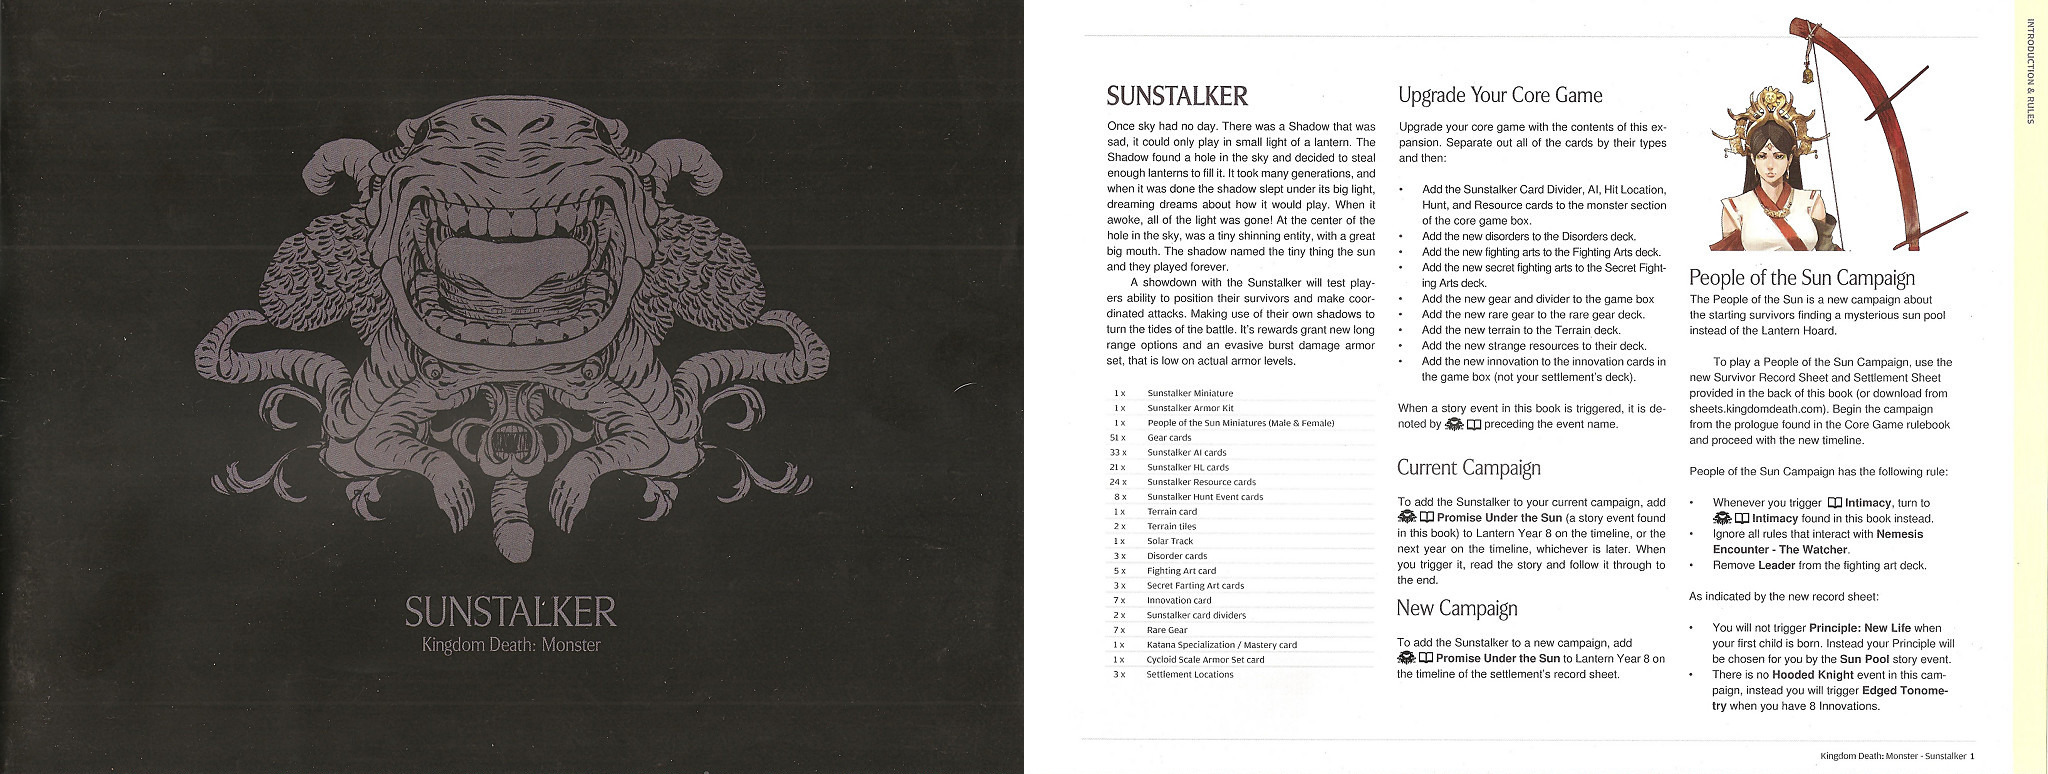 SUNSTALKER
Kingdom Death: Monster
INTRODUCTION & RULES
SUNSTALKER
Once sky had no day. There was a Shadow that was
sad, it could only play in small light of a lantern. The
Shadow found a hole in the sky and decided to steal
enough lanterns to fill it. It took many generations, and
when it was done the shadow slept under its big light,
dreaming dreams about how it would play. When it
awoke, all of the light was gone! At the center of the
hole in the sky, was a tiny shinning entity, with a great
big mouth. The shadow named the tiny thing the sun
and they played forever.
A showdown with the Sunstalker will test play-
ers ability to position their survivors and make coor-
dinated attacks. Making use of their own shadows to
turn the tides of the battle. It's rewards grant new long
range options and an evasive burst damage armor
set, that is low on actual armor levels.
1 x Sunstalker Miniature
1 x Sunstalker Armor Kit
1 x People of the Sun Miniatures (Male & Female)
51 x Gear cards
33 x Sunstalker AI cards
21 x Sunstalker HL cards
24 x Sunstalker Resource cards
8 x Sunstalker Hunt Event cards
1 x Terrain card
2 x Terrain tiles
1 x Solar Track
3 x Disorder cards
5 x Fighting Art card
3 x Secret Farting Art cards
7 x Innovation card
2 x Sunstalker card dividers
7 x Rare Gear
1 x Katana Specialization / Mastery card
1 x Cycloid Scale Armor Set card
3 x Settlement Locations
Upgrade Your Core Game
Upgrade your core game with the contents of this ex-
pansion. Separate out all of the cards by their types
and then:
• Add the Sunstalker Card Divider, AI, Hit Location,
Hunt, and Resource cards to the monster section
of the core game box.
• Add the new disorders to the Disorders deck.
• Add the new fighting arts to the Fighting Arts deck.
• Add the new secret fighting arts to the Secret Fight-
ing Arts deck.
• Add the new gear and divider to the game box
• Add the new rare gear to the rare gear deck.
• Add the new terrain to the Terrain deck.
• Add the new strange resources to their deck.
• Add the new innovation to the innovation cards in
the game box (not your settlement's deck).
When a story event in this book is triggered, it is de-
noted by preceding the event name.
Current Campaign
To add the Sunstalker to your current campaign, add
Promise Under the Sun (a story event found
in this book) to Lantern Year 8 on the timeline, or the
next year on the timeline, whichever is later. When
you trigger it, read the story and follow it through to
the end.
New Campaign
To add the Sunstalker to a new campaign, add
Promise Under the Sun to Lantern Year 8 on
the timeline of the settlement's record sheet.
People of the Sun Campaign
The People of the Sun is a new campaign about
the starting survivors finding a mysterious sun pool
instead of the Lantern Hoard.
To play a People of the Sun Campaign, use the
new Survivor Record Sheet and Settlement Sheet
provided in the back of this book (or download from
sheets.kingdomdeath.com). Begin the campaign
from the prologue found in the Core Game rulebook
and proceed with the new timeline.
People of the Sun Campaign has the following rule:
• Whenever you trigger Intimacy, turn to
Intimacy found in this book instead.
• Ignore all rules that interact with Nemesis
Encounter - The Watcher.
• Remove Leader from the fighting art deck.
As indicated by the new record sheet:
• You will not trigger Principle: New Life when
your first child is born. Instead your Principle will
be chosen for you by the Sun Pool story event.
• There is no Hooded Knight event in this cam-
paign, instead you will trigger Edged Tonome-
try when you have 8 Innovations.
Kingdom Death: Monster - Sunstalker 1